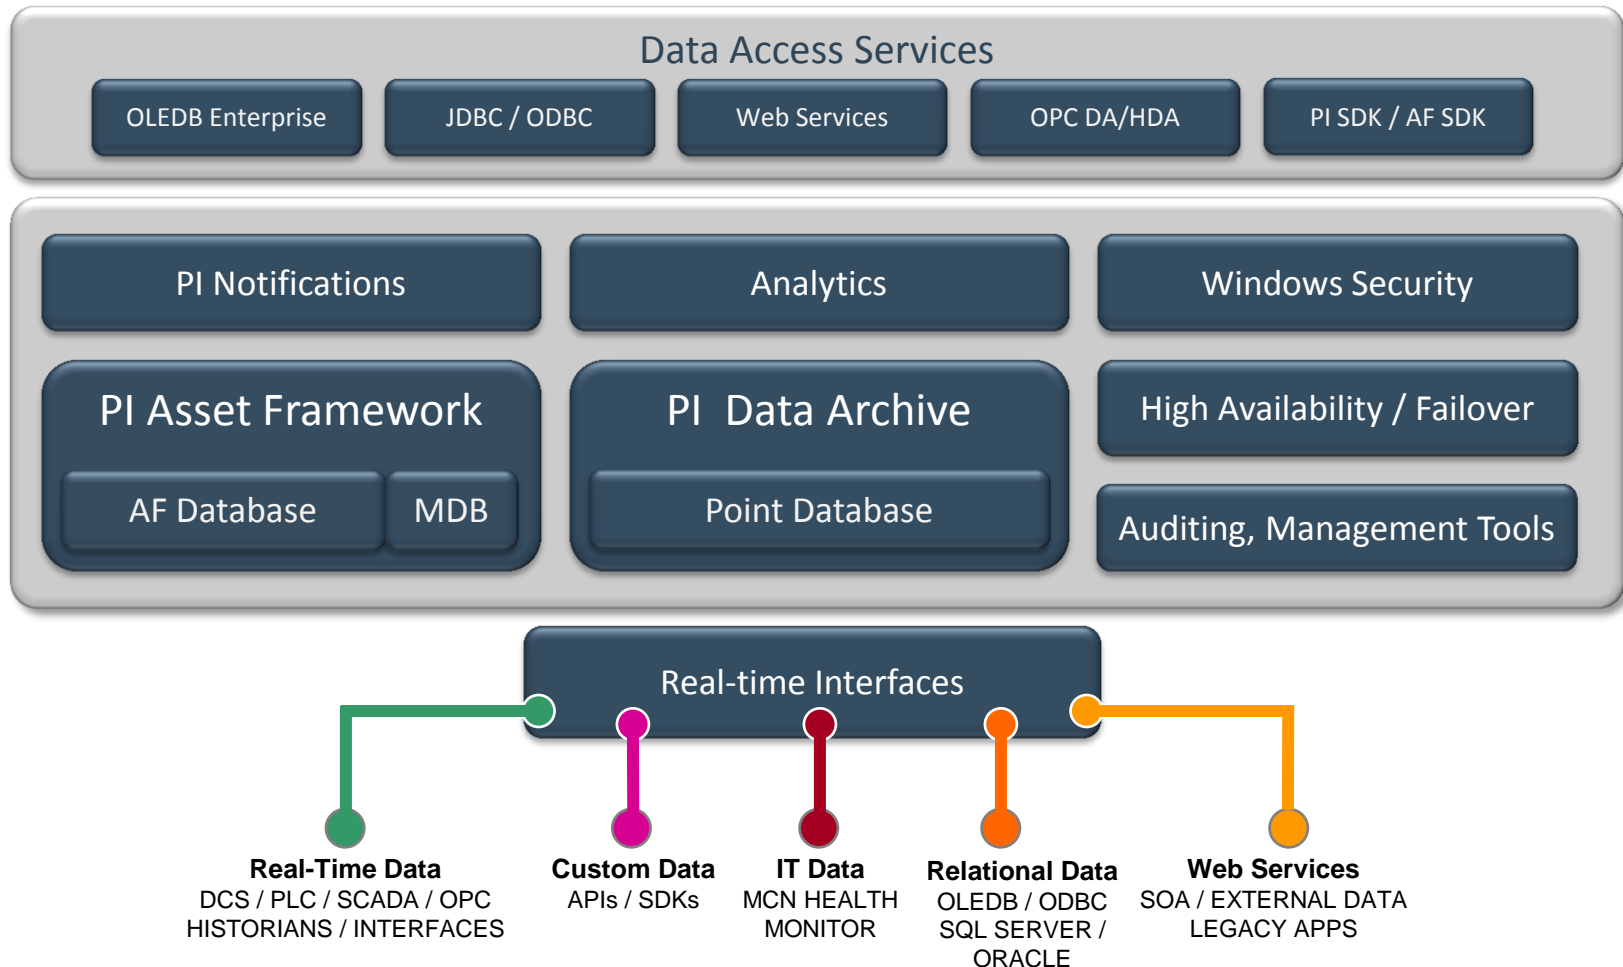 Data Access Services
OLEDB Enterprise
JDBC / ODBC
Web Services
OPC DA/HDA
PI SDK / AF SDK
PI Notifications
Analytics
Windows Security
PI Asset Framework
AF Database
MDB
PI  Data Archive
Point Database
High Availability / Failover
Auditing, Management Tools
Real-time Interfaces
Real-Time Data
DCS / PLC / SCADA / OPC
HISTORIANS / INTERFACES
Custom Data
APIs / SDKs
IT Data
MCN HEALTH
MONITOR
Relational Data
OLEDB / ODBC
SQL SERVER /
ORACLE
Web Services
SOA / EXTERNAL DATA
LEGACY APPS